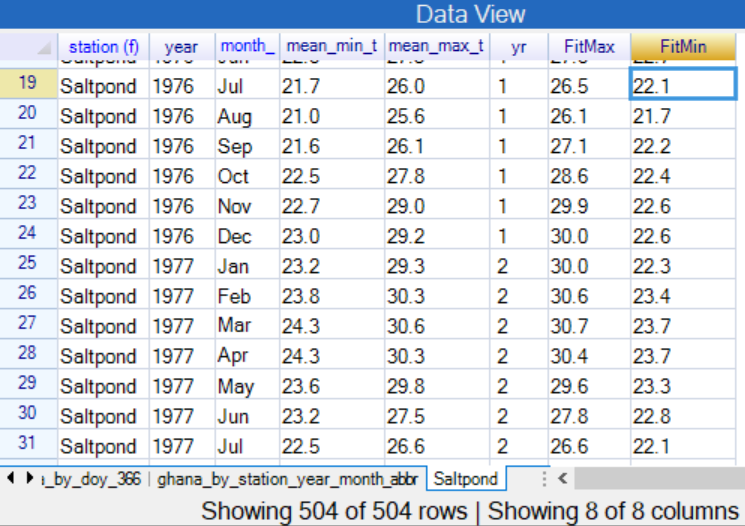 Data View
station (f) year month_ mean_min_t mean_max_t yr FitMax FitMin
19 Saltpond 1976 Jul 21.7 26.0 1 26.5 22.1
20 Saltpond 1976 Aug 21.0 25.6 1 26.1 21.7
21 Saltpond 1976 Sep 21.6 26.1 1 27.1 22.2
22 Saltpond 1976 Oct 22.5 27.8 1 28.6 22.4
23 Saltpond 1976 Nov 22.7 29.0 1 29.9 22.6
24 Saltpond 1976 Dec 23.0 29.2 1 30.0 22.6
25 Saltpond 1977 Jan 23.2 29.3 2 30.0 22.3
26 Saltpond 1977 Feb 23.8 30.3 2 30.6 23.4
27 Saltpond 1977 Mar 24.3 30.6 2 30.7 23.7
28 Saltpond 1977 Apr 24.3 30.3 2 30.4 23.7
29 Saltpond 1977 May 23.6 29.8 2 29.6 23.3
30 Saltpond 1977 Jun 23.2 27.5 2 27.8 22.8
31 Saltpond 1977 Jul 22.5 26.6 2 26.6 22.1
_by_doy_366 ghana_by_station_year_month_abbr Saltpond
Showing 504 of 504 rows | Showing 8 of 8 columns